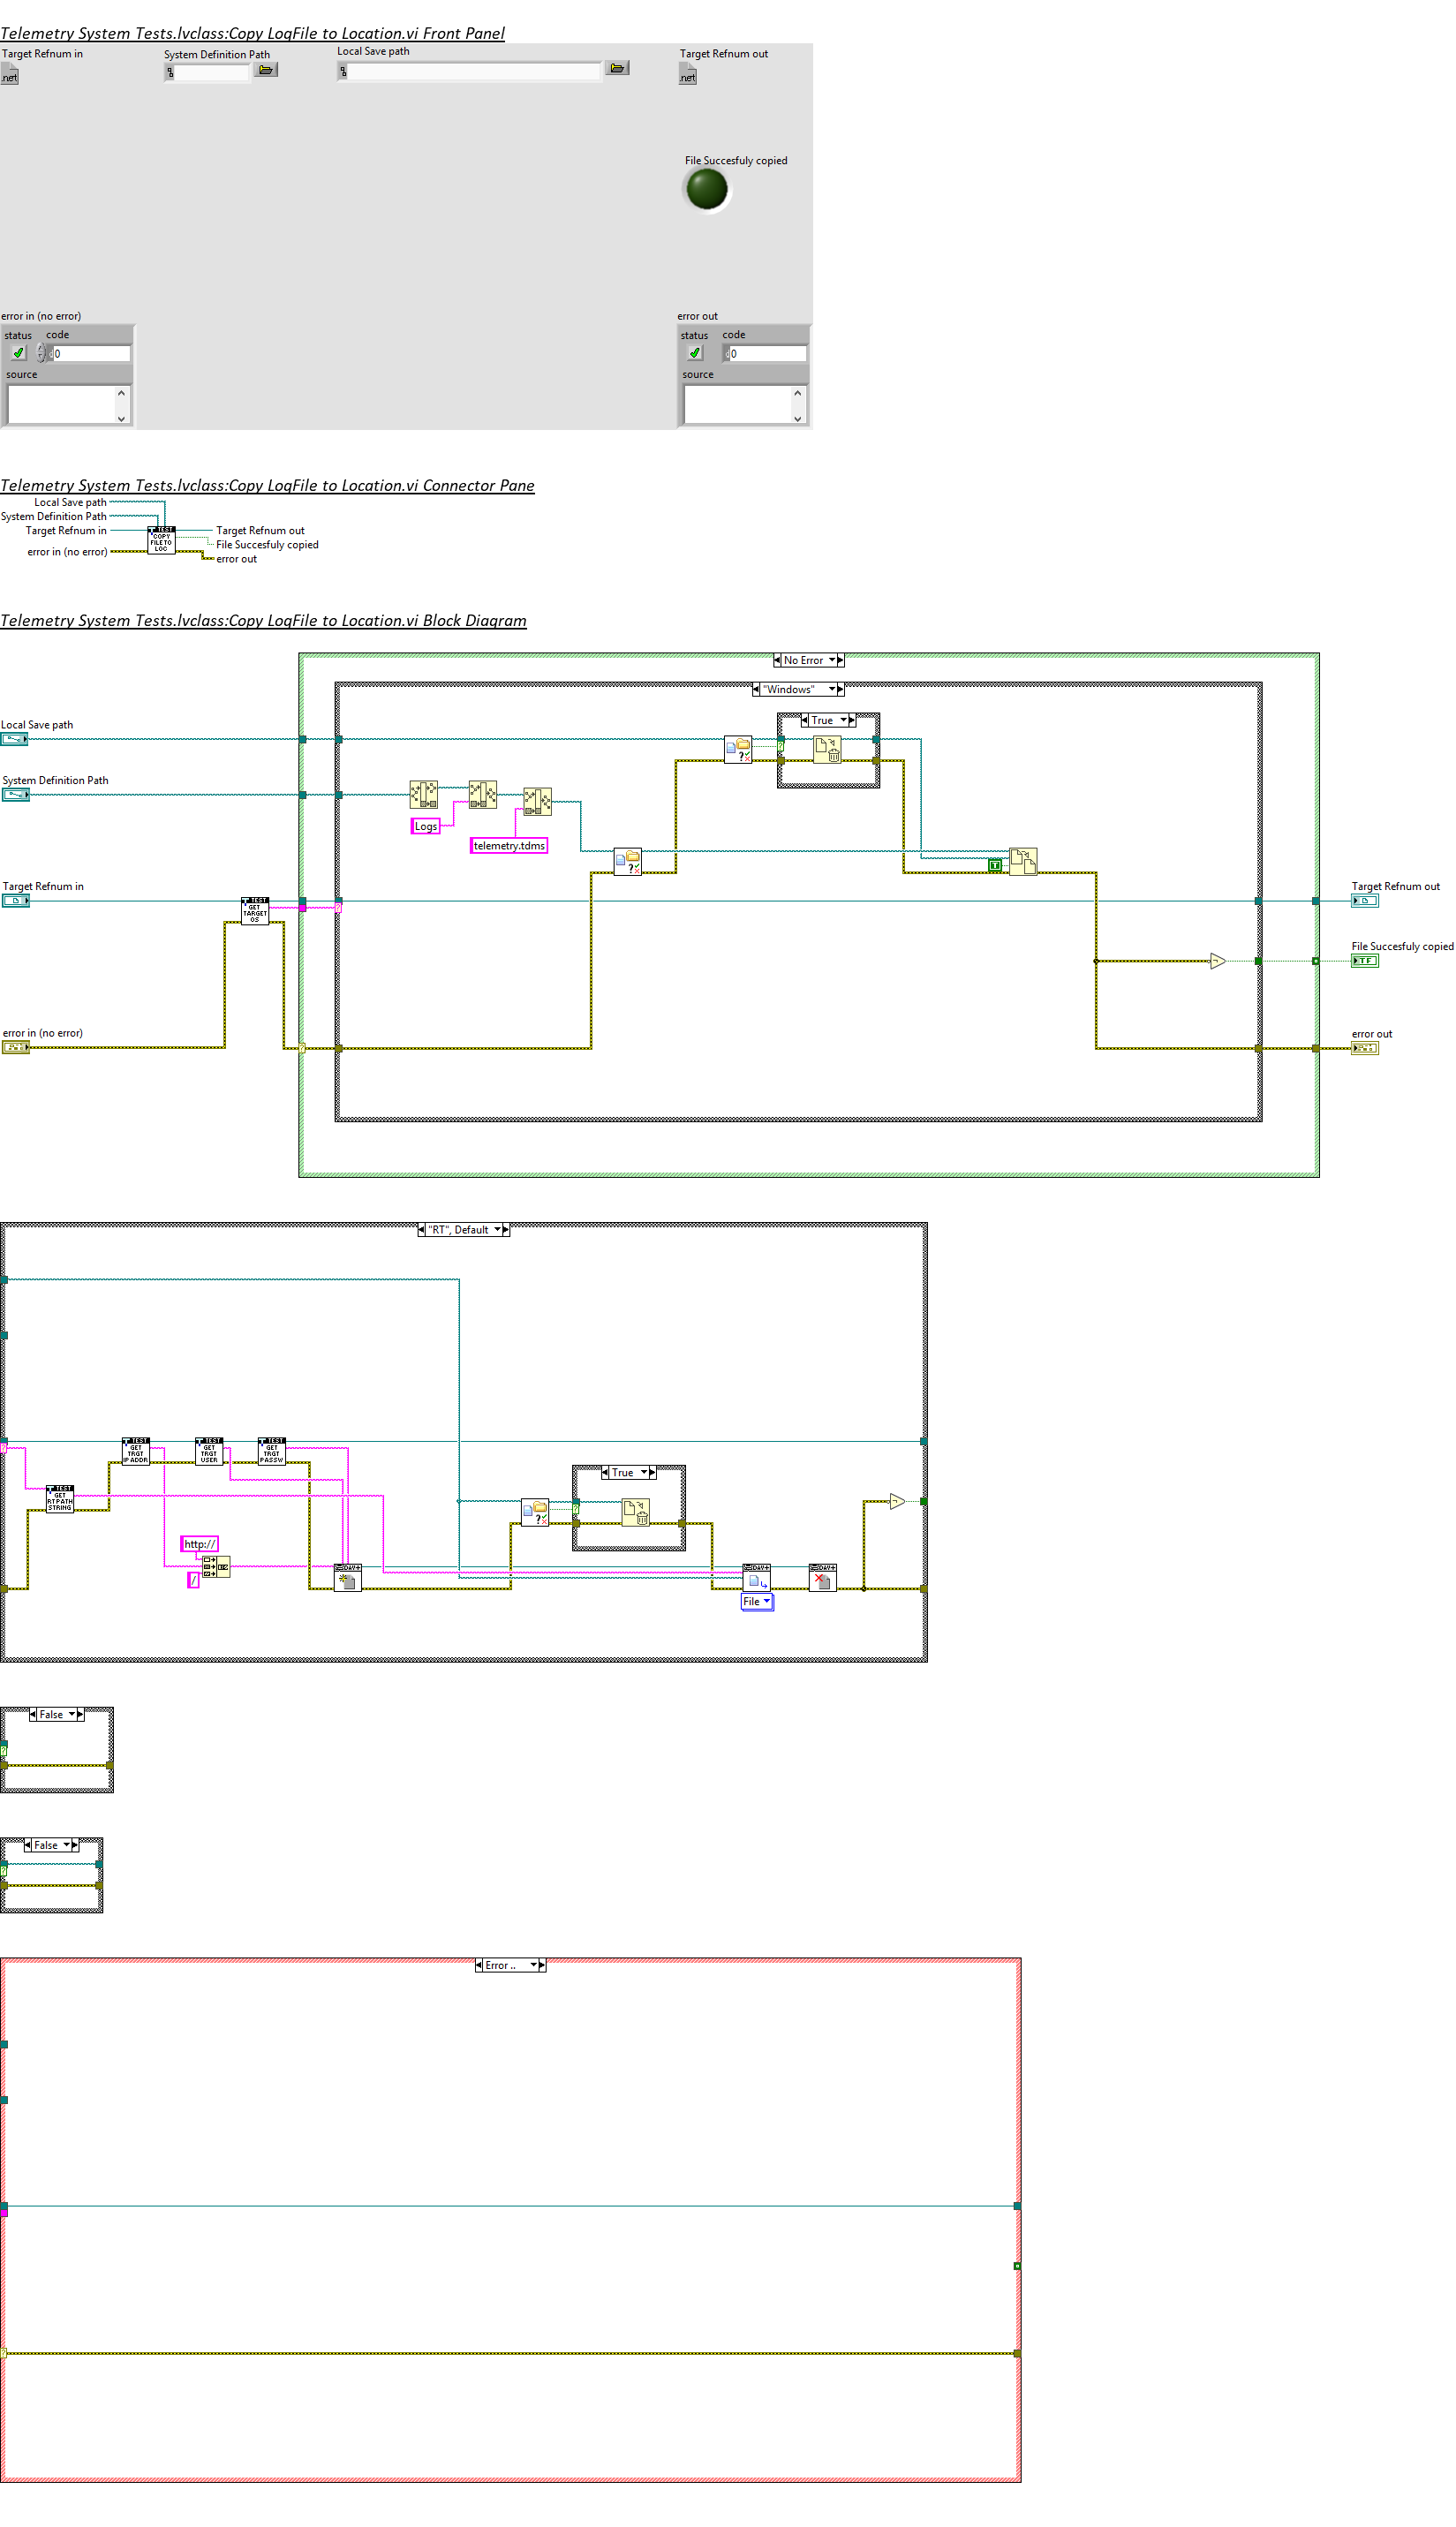 Telemetry System Tests.lvclass:Copy LogFile to Location.vi Front Panel
Target Refnum in
System Definition Path
Local Save path
Target Refnum out
.net
.net
File Succesfuly copied
error in (no error)
error out
status code
0
source
status code
0
source
Telemetry System Tests.lvclass:Copy LogFile to Location.vi Connector Pane
Local Save path
System Definition Path
Target Refnum in
error in (no error)
TEST
COPY
FILETO
LOC
Target Refnum out
File Succesfuly copied
error out
Telemetry System Tests.lvclass:Copy LogFile to Location.vi Block Diagram
No Error
"Windows"
True
Local Save path
System Definition Path
Logs
telemetry.tdms
T
Target Refnum in
TEST
GET
TARGET
OS
Target Refnum out
File Succesfuly copied
TF
error in (no error)
error out
"RT", Default
TEST
GET
TRGT
IP ADDR
TEST
GET
TRGT
USER
TEST
GET
TRGT
PASSW
True
TEST
GET
RTPATH
STRING
http://
/
DAV
DAV
DAV
File
False
False
Error ..